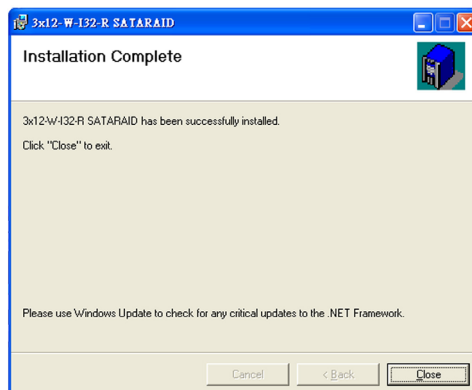 3x12-W-I32-R SATARAID
Installation Complete
3x12-W-I32-R SATARAID has been successfully installed.
Click "Close" to exit.
Please use Windows Update to check for any critical updates to the .NET Framework.
Cancel
< Back
Close